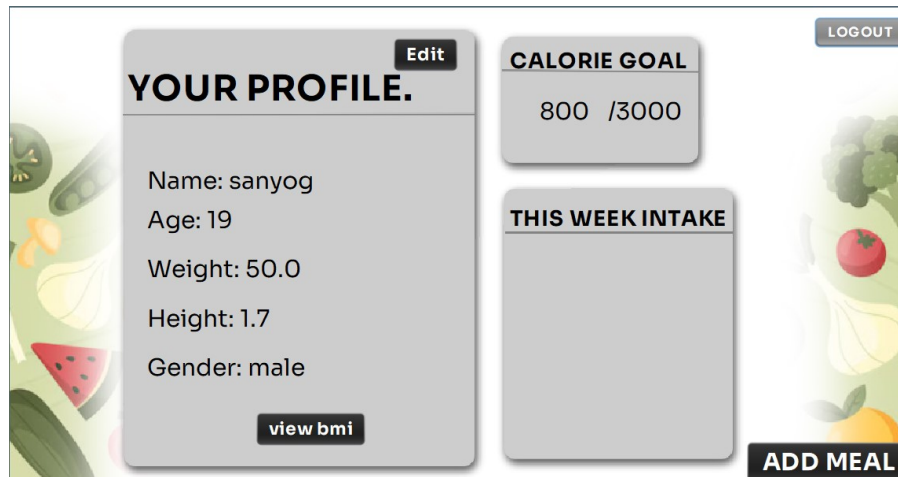 LOGOUT
Edit
YOUR PROFILE.
Name: sanyog
Age: 19
Weight: 50.0
Height: 1.7
Gender: male
view bmi
CALORIE GOAL
800 /3000
THIS WEEK INTAKE
ADD MEAL